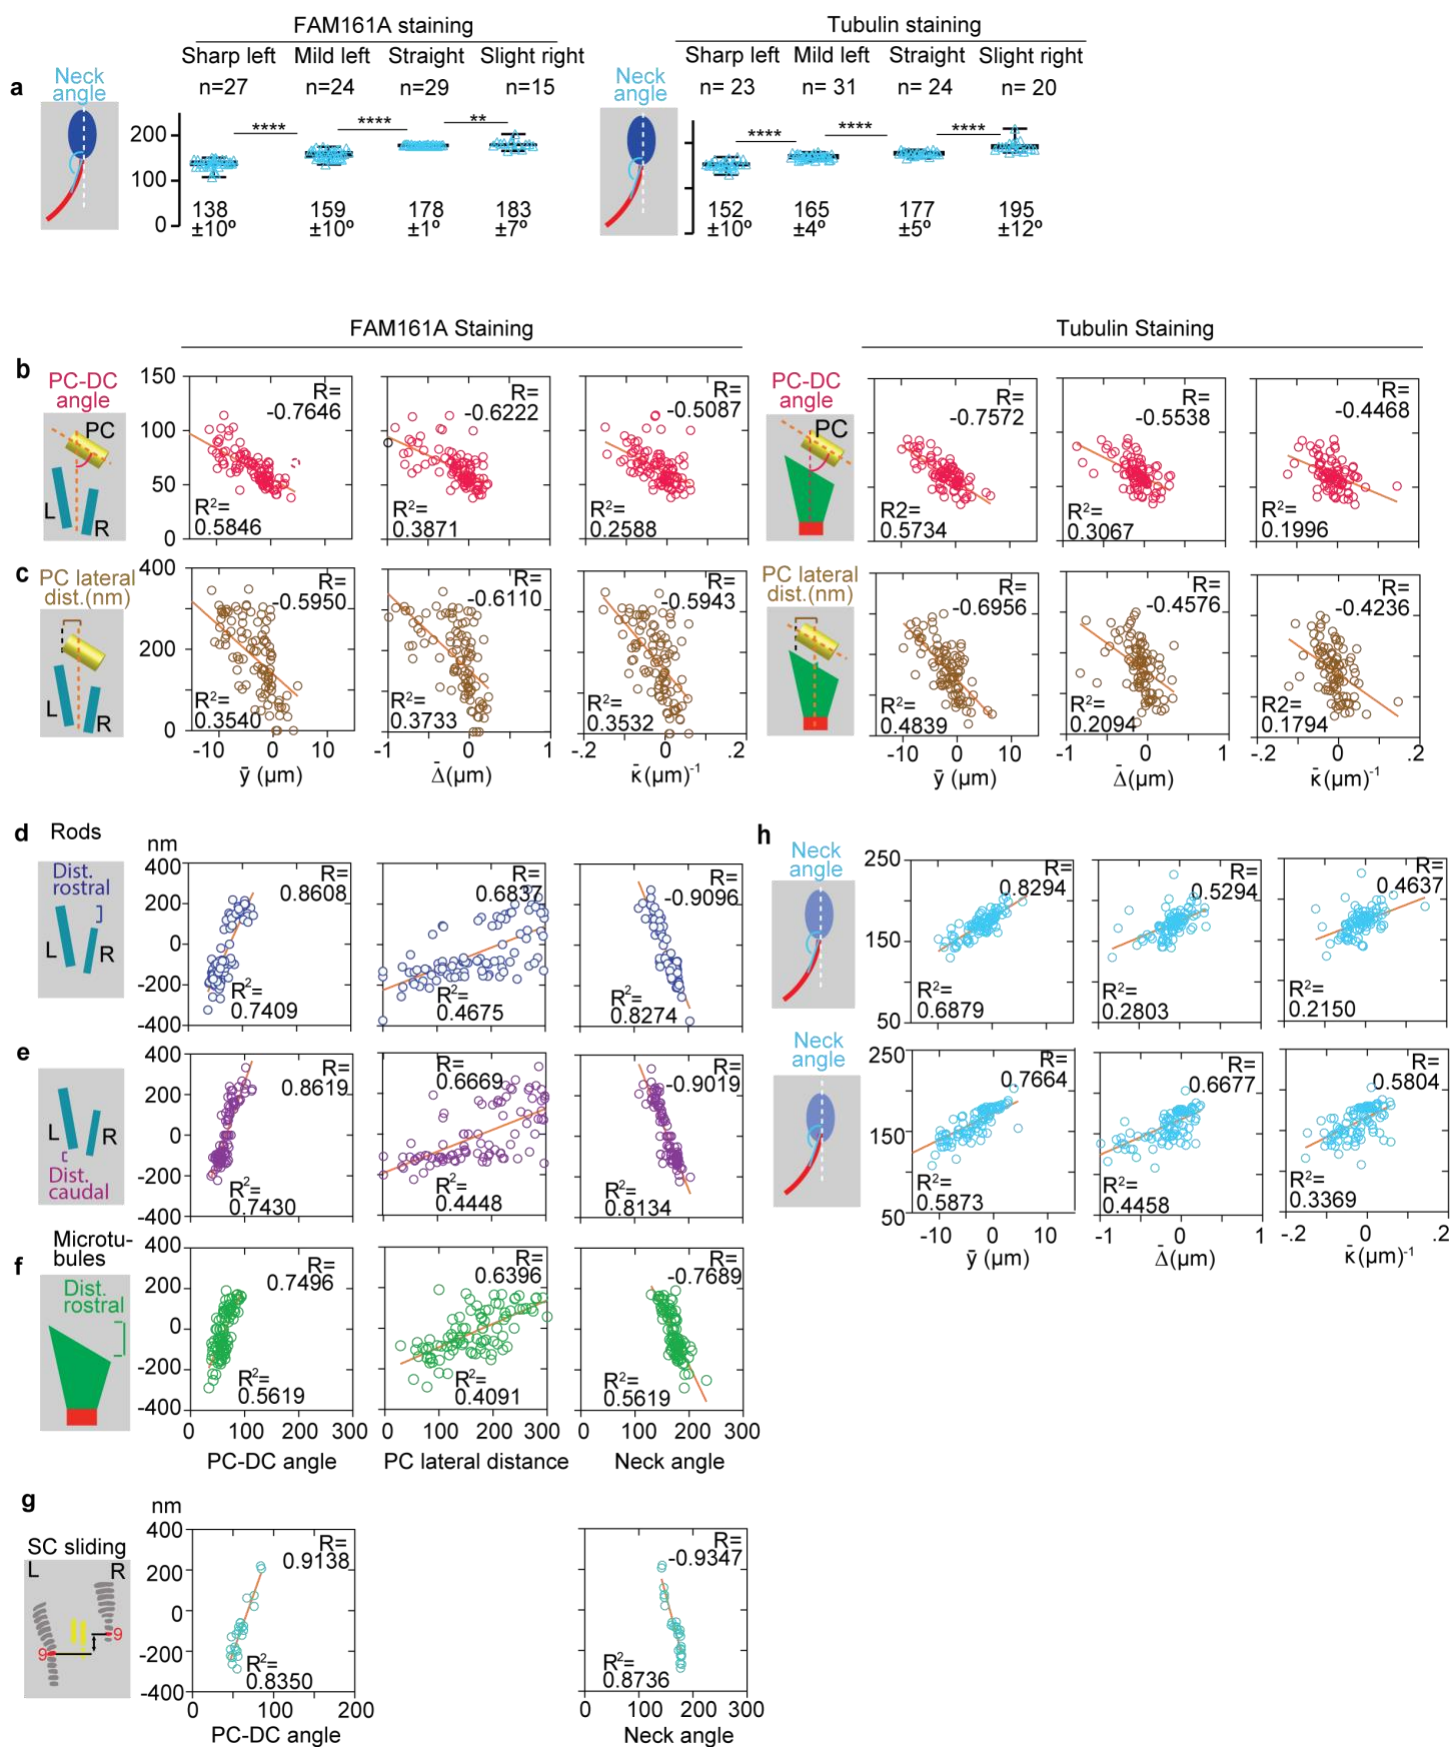 FAM161A staining
Sharp left Mild left Straight Slight right
n=27 n=24 n=29 n=15
Tubulin staining
Sharp left Mild left Straight Slight right
n= 23 n= 31 n= 24 n= 20
a
Neck
angle
200
100
0
**** **** **
138 159 178 183
±10º ±10º ±1º ±7º
Neck
angle
**** **** ****
152 165 177 195
±10º ±4º ±5º ±12º
FAM161A Staining
Tubulin Staining
b
PC-DC
angle
PC
L
R
150
100
50
0
R=
-0.7646
R²=
0.5846
R=
-0.6222
R²=
0.3871
R=
-0.5087
R²=
0.2588
PC-DC
angle
PC
R=
-0.7572
R2=
0.5734
R=
-0.5538
R²=
0.3067
R=
-0.4468
R²=
0.1996
c
PC lateral
dist.(nm)
L
R
400
200
0
R=
-0.5950
R²=
0.3540
R=
-0.6110
R²=
0.3733
R=
-0.5943
R²=
0.3532
-10 0 10
-1 0 1
-.2 0 .2
ȳ (µm)
Δ̄(µm)
κ̄(µm)⁻¹
PC lateral
dist.(nm)
R=
-0.6956
R²=
0.4839
R=
-0.4576
R²=
0.2094
R=
-0.4236
R2=
0.1794
-10 0 10
-1 0 1
-.2 0 .2
ȳ (µm)
Δ̄(µm)
κ̄(µm)⁻¹
d
Rods
Dist.
rostral
L
R
nm
400
200
0
-200
-400
R=
0.8608
R²=
0.7409
R=
0.6837
R²=
0.4675
R=
-0.9096
R²=
0.8274
e
L
R
Dist.
caudal
400
200
0
-200
-400
R=
0.8619
R²=
0.7430
R=
0.6669
R²=
0.4448
R=
-0.9019
R²=
0.8134
Microtu-
bules
f
Dist.
rostral
400
200
0
-200
-400
R=
0.7496
R²=
0.5619
R=
0.6396
R²=
0.4091
R=
-0.7689
R²=
0.5619
0 100 200 300
0 100 200 300
0 100 200 300
PC-DC angle
PC lateral distance
Neck angle
g
SC sliding
L
R
9
9
nm
400
200
0
-200
-400
R=
0.9138
R²=
0.8350
0 100 200
PC-DC angle
R=
-0.9347
R²=
0.8736
0 100 200 300
Neck angle
h
Neck
angle
250
150
50
R=
0.8294
R²=
0.6879
R=
0.5294
R²=
0.2803
R=
0.4637
R²=
0.2150
Neck
angle
250
150
50
R=
0.7664
R²=
0.5873
R=
0.6677
R²=
0.4458
R=
0.5804
R²=
0.3369
-10 0 10
-1 0 1
-.2 0 .2
ȳ (µm)
Δ̄(µm)
κ̄(µm)⁻¹